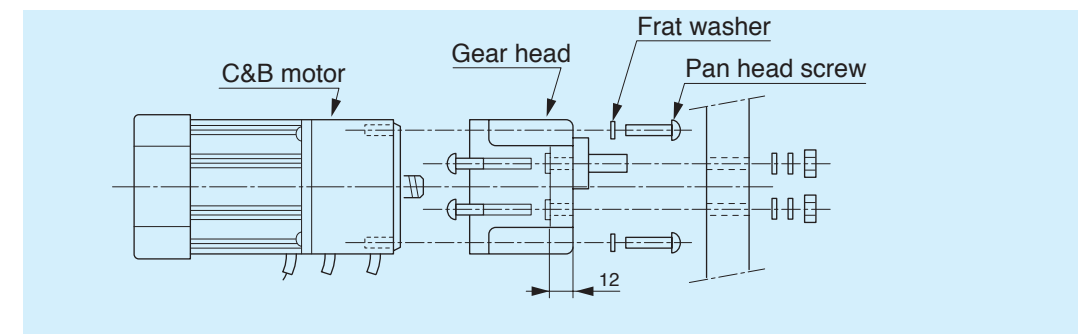 Frat washer
Gear head
Pan head screw
C&B motor
12